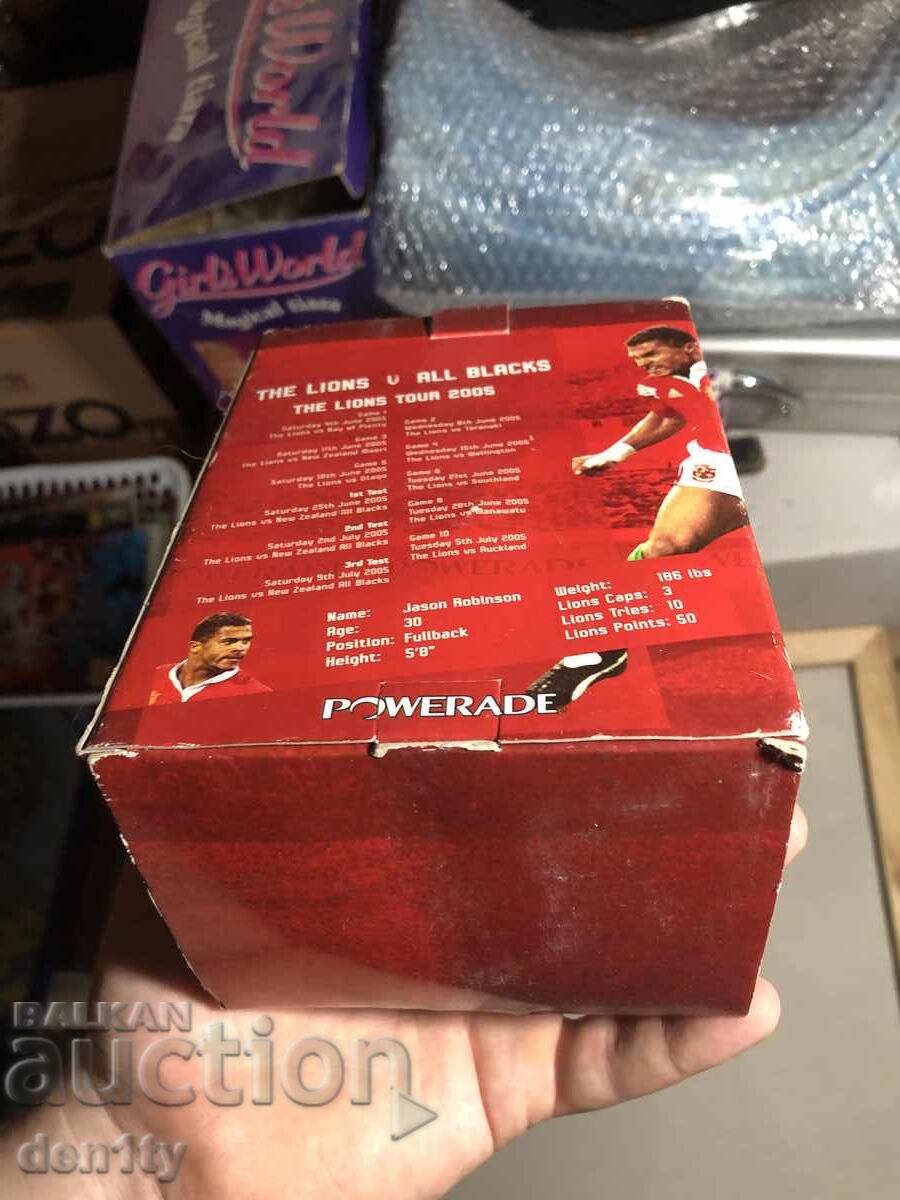 World
Girl'sWorld
Magical tiara
THE LIONS V ALL BLACKS
THE LIONS TOUR 2005
Game 1
Saturday 4th June 2005
The Lions vs Bay of Plenty
Game 3
Saturday 11th June 2005
The Lions vs New Zealand Maori
Game 5
Saturday 18th June 2005
The Lions vs Otago
1st Test
Saturday 25th June 2005
The Lions vs New Zealand All Blacks
2nd Test
Saturday 2nd July 2005
The Lions vs New Zealand All Blacks
3rd Test
Saturday 9th July 2005
The Lions vs New Zealand All Blacks
Game 2
Wednesday 8th June 2005
The Lions vs Taranaki
Game 4
Wednesday 15th June 2005
The Lions vs Wellington
Game 6
Tuesday 21st June 2005
The Lions vs Southland
Game 8
Tuesday 28th June 2005
The Lions vs Manawatu
Game 10
Tuesday 5th July 2005
The Lions vs Auckland
POWERADE
Name: Jason Robinson
Age: 30
Position: Fullback
Height: 5'8"
Weight: 186 lbs
Lions Caps: 3
Lions Tries: 10
Lions Points: 50
POWERADE
BALKAN
auction
den1ty